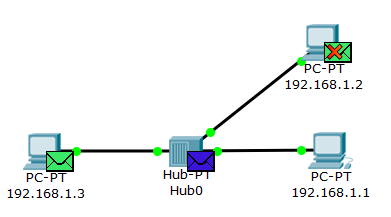 PC-PT
192.168.1.2
Hub-PT
Hub0
PC-PT
192.168.1.3
PC-PT
192.168.1.1